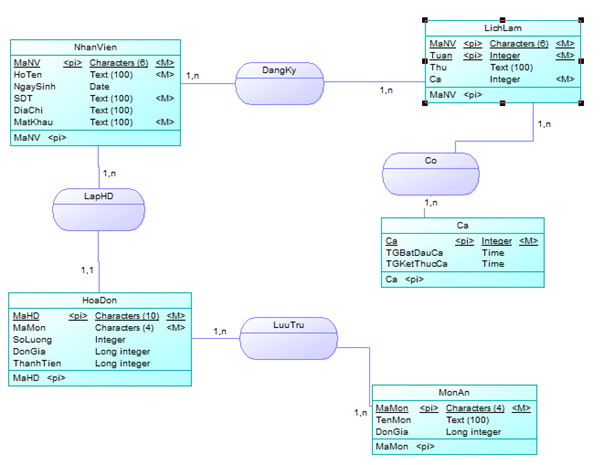 NhanVien
MaNV <pi> Characters (6) <M>
HoTen Text (100) <M>
NgaySinh Date
SDT Text (100) <M>
DiaChi Text (100)
MatKhau Text (100) <M>
MaNV <pi>
1,n
DangKy
1,n
LichLam
MaNV <pi> Characters (6) <M>
Tuan <pi> Integer <M>
Thu Text (100)
Ca Integer <M>
MaNV <pi>
1,n
Co
1,n
Ca
Ca <pi> Integer <M>
TGBatDauCa Time
TGKetThucCa Time
Ca <pi>
1,n
LapHD
1,1
HoaDon
MaHD <pi> Characters (10) <M>
MaMon Characters (4) <M>
SoLuong Integer
DonGia Long integer
ThanhTien Long integer
MaHD <pi>
1,n
LuuTru
1,n
MonAn
MaMon <pi> Characters (4) <M>
TenMon Text (100)
DonGia Long integer
MaMon <pi>